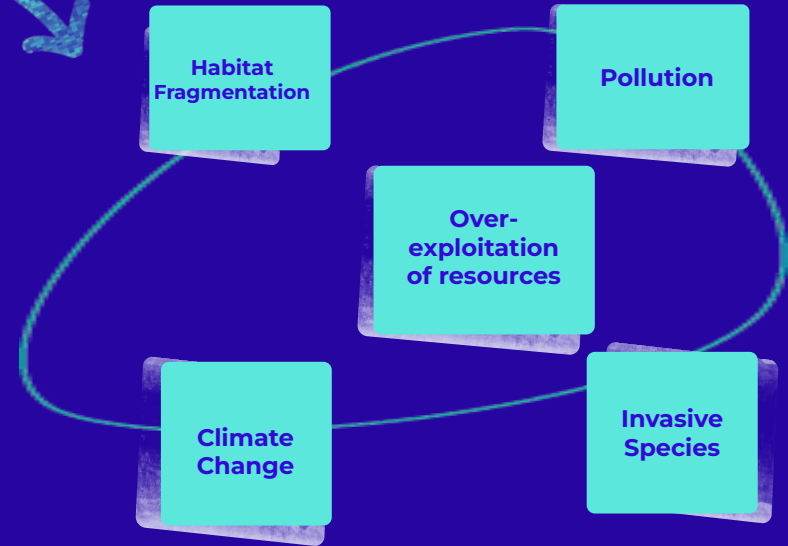 Habitat
Fragmentation
Pollution
Over-
exploitation
of resources
Climate
Change
Invasive
Species